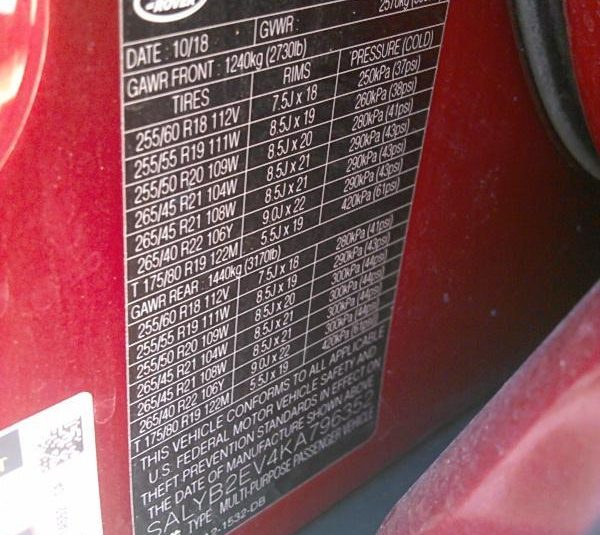 ROVER
DATE : 10/18 GVWR : 2570kg
GAWR FRONT : 1240kg (2730lb)
TIRES RIMS PRESSURE (COLD)
255/60 R18 112V 7.5J x 18 250kPa (37psi)
255/55 R19 111W 8.5J x 19 260kPa (38psi)
255/50 R20 109W 8.5J x 20 280kPa (41psi)
265/45 R21 104W 8.5J x 21 290kPa (43psi)
265/45 R21 108W 8.5J x 21 290kPa (43psi)
265/40 R22 106Y 9.0J x 22 290kPa (43psi)
T 175/80 R19 122M 5.5J x 19 420kPa (61psi)
GAWR REAR : 1440kg (3170lb)
255/60 R18 112V 7.5J x 18 280kPa (41psi)
255/55 R19 111W 8.5J x 19 290kPa (43psi)
255/50 R20 109W 8.5J x 20 300kPa (44psi)
265/45 R21 104W 8.5J x 21 300kPa (44psi)
265/45 R21 108W 8.5J x 21 300kPa (44psi)
265/40 R22 106Y 9.0J x 22 300kPa (44psi)
T 175/80 R19 122M 5.5J x 19 420kPa (61psi)
THIS VEHICLE CONFORMS TO ALL APPLICABLE
U.S. FEDERAL MOTOR VEHICLE SAFETY AND
THEFT PREVENTION STANDARDS IN EFFECT ON
THE DATE OF MANUFACTURE SHOWN ABOVE
SALYB2EV4KA796352
TYPE MULTI-PURPOSE PASSENGER VEHICLE
A2-1532-DB